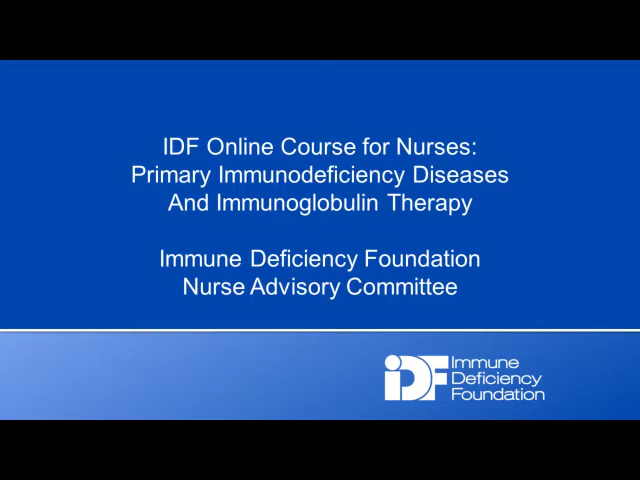 IDF Online Course for Nurses:
Primary Immunodeficiency Diseases
And Immunoglobulin Therapy
Immune Deficiency Foundation
Nurse Advisory Committee
IDF Immune
Deficiency
Foundation